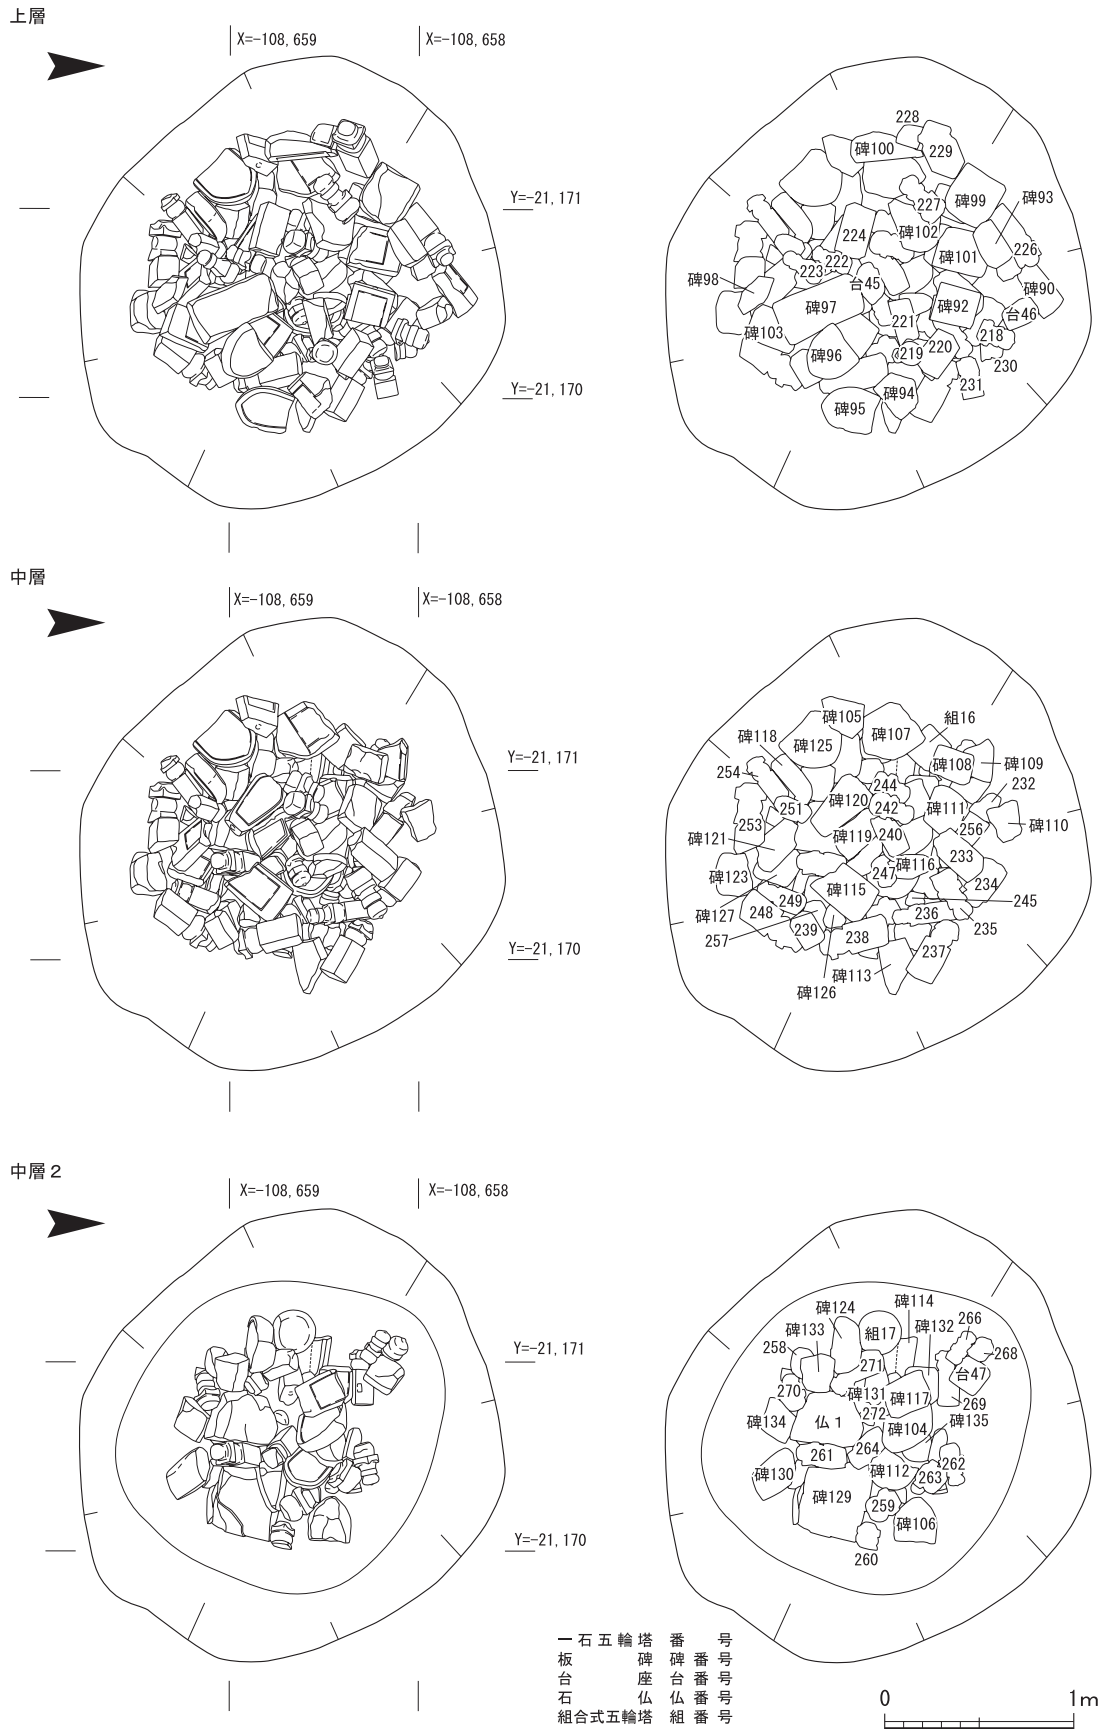 上層
X=-108,659
X=-108,658
Y=-21,171
Y=-21,170
228
碑100
229
227
碑99
碑93
碑102
224
226
碑101
222
223
台45
碑98
碑90
碑97
碑92
台46
221
碑103
218
220
219
碑96
230
231
碑94
碑95
中層
X=-108,659
X=-108,658
Y=-21,171
Y=-21,170
碑105
組16
碑107
碑118
碑125
碑108
碑109
254
244
232
碑120
242
251
碑111
253
碑110
256
碑119
240
碑121
233
碑116
247
碑123
234
碑115
249
245
248
236
碑127
235
239
257
238
237
碑113
碑126
中層2
X=-108,659
X=-108,658
Y=-21,171
Y=-21,170
碑114
碑124
266
碑132
碑133
組17
258
268
271
台47
270
碑131
碑117
269
272
碑134
仏1
碑135
碑104
264
261
262
碑130
碑112
263
碑129
259
碑106
260
一石五輪塔 番 号
板 碑 碑番号
台 座 台番号
石 仏 仏番号
組合式五輪塔 組番号
0 1m